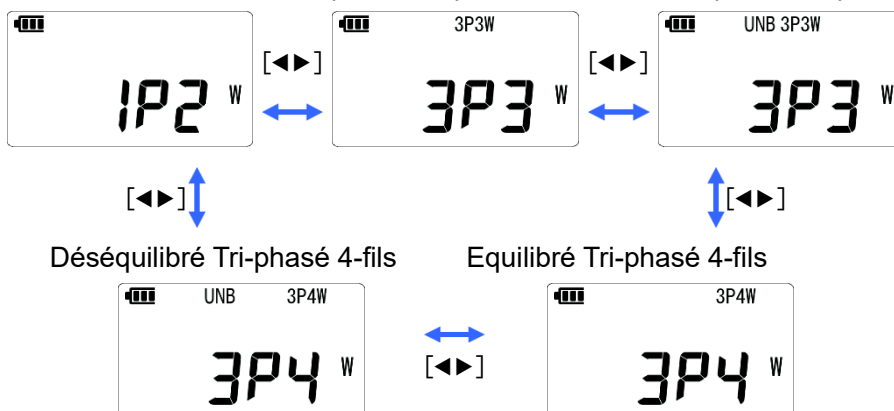 3P3W UNB 3P3W
[◀▶] [◀▶]
1P2 W 3P3 W 3P3 W
[◀▶] [◀▶]
Déséquilibré Tri-phasé 4-fils Equilibré Tri-phasé 4-fils
UNB 3P4W 3P4W
3P4 W [◀▶] 3P4 W